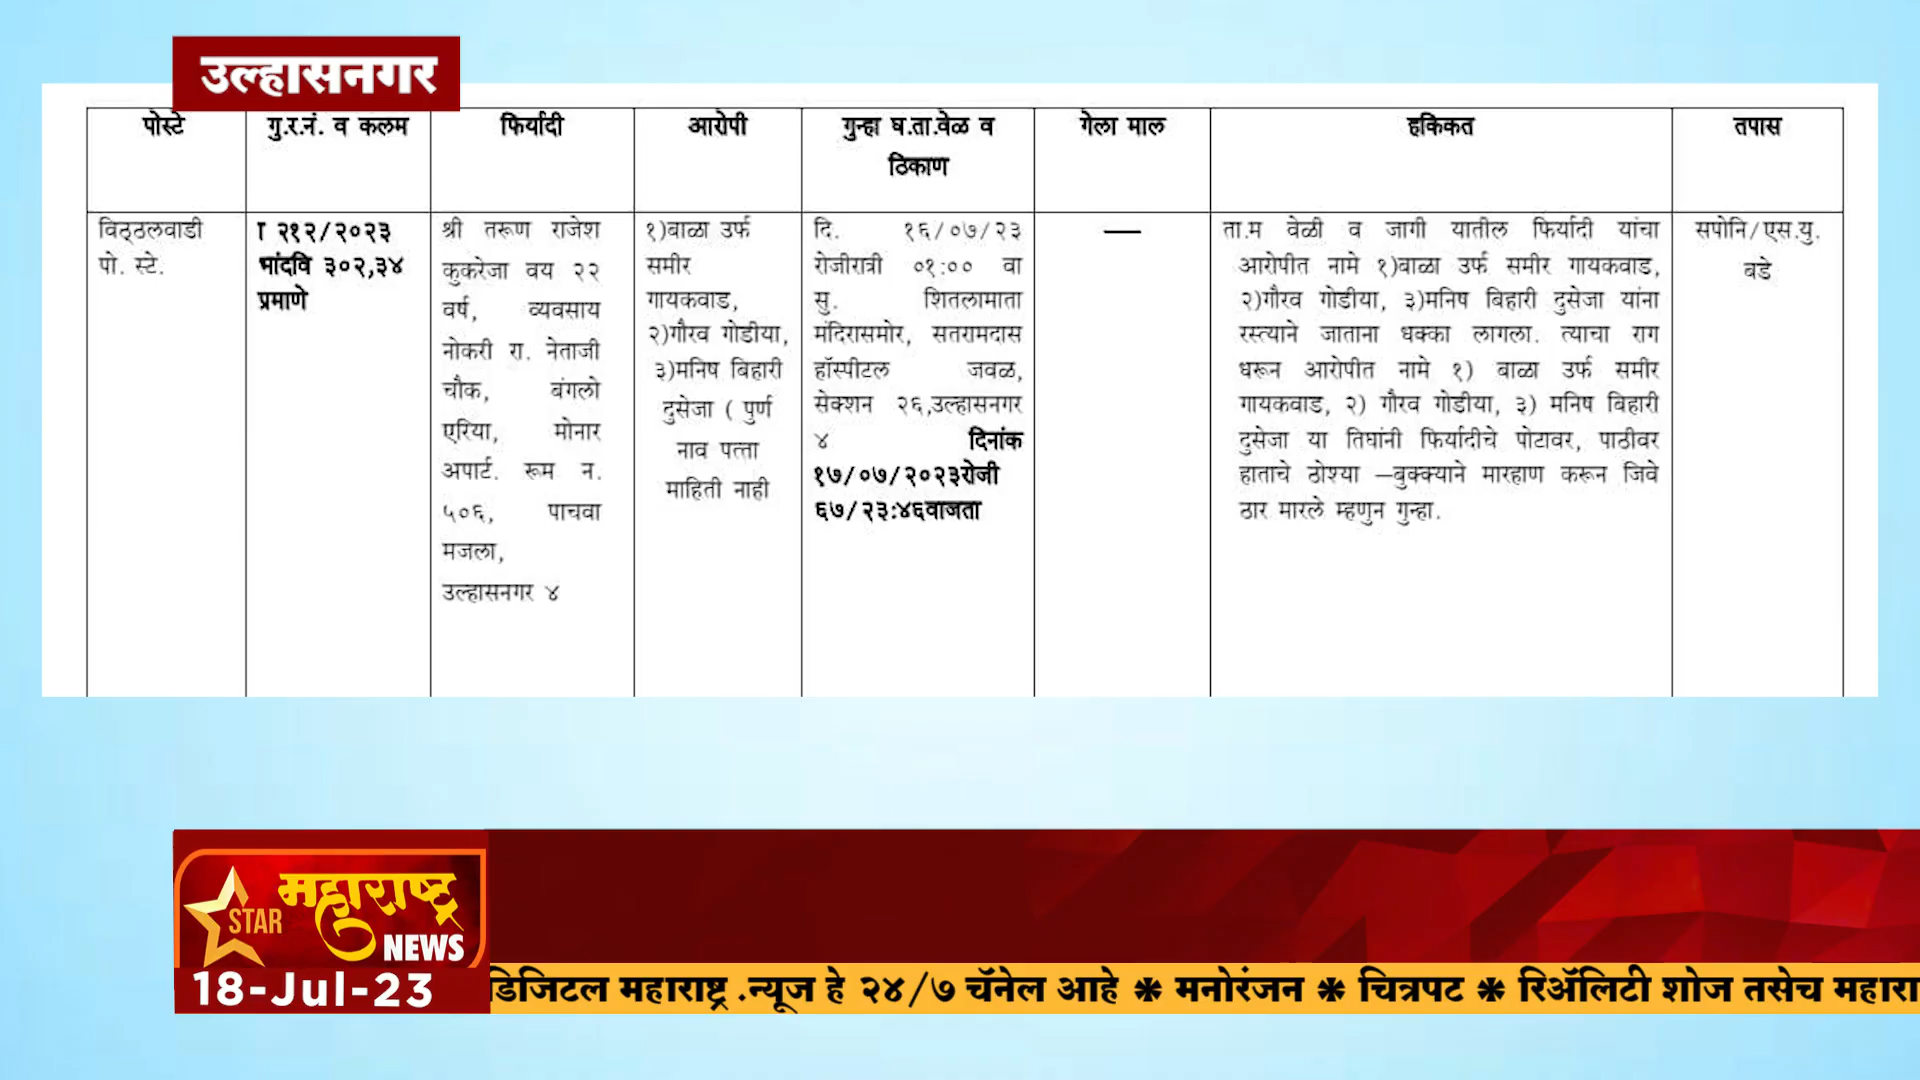 उल्हासनगर
पोस्टे
गु.र.नं. व कलम
फिर्यादी
आरोपी
गुन्हा घ.ता.वेळ व
ठिकाण
गेला माल
हकिकत
तपास
विठ्ठलवाडी
पो. स्टे.
२१२/२०२३
भांदवि ३०२,३४
प्रमाणे
श्री तरूण राजेश
कुकरेजा वय २२
वर्ष, व्यवसाय
नोकरी रा. नेताजी
चौक, बंगलो
एरिया, मोनार
अपार्ट. रूम न.
५०६, पाचवा
मजला,
उल्हासनगर ४
१)बाळा उर्फ
समीर
गायकवाड,
२)गौरव गोडीया,
३)मनिष बिहारी
दुसेजा ( पुर्ण
नाव पत्ता
माहिती नाही
दि. १६/०७/२३
रोजीरात्री ०१:०० वा
सु. शितलामाता
मंदिरासमोर, सतरामदास
हॉस्पीटल जवळ,
सेक्शन २६,उल्हासनगर
४ दिनांक
१७/०७/२०२३रोजी
६७/२३:४६वाजता
—
ता.म वेळी व जागी यातील फिर्यादी यांचा
आरोपीत नामे १)बाळा उर्फ समीर गायकवाड,
२)गौरव गोडीया, ३)मनिष बिहारी दुसेजा यांना
रस्त्याने जाताना धक्का लागला. त्याचा राग
धरून आरोपीत नामे १) बाळा उर्फ समीर
गायकवाड, २) गौरव गोडीया, ३) मनिष बिहारी
दुसेजा या तिघांनी फिर्यादीचे पोटावर, पाठीवर
हाताचे ठोश्या –बुक्क्याने मारहाण करून जिवे
ठार मारले म्हणुन गुन्हा.
सपोनि/एस.यु.
बडे
STAR महाराष्ट्र
NEWS
18-Jul-23
डिजिटल महाराष्ट्र .न्यूज हे २४/७ चॅनेल आहे ✱ मनोरंजन ✱ चित्रपट ✱ रिॲलिटी शोज तसेच महारा